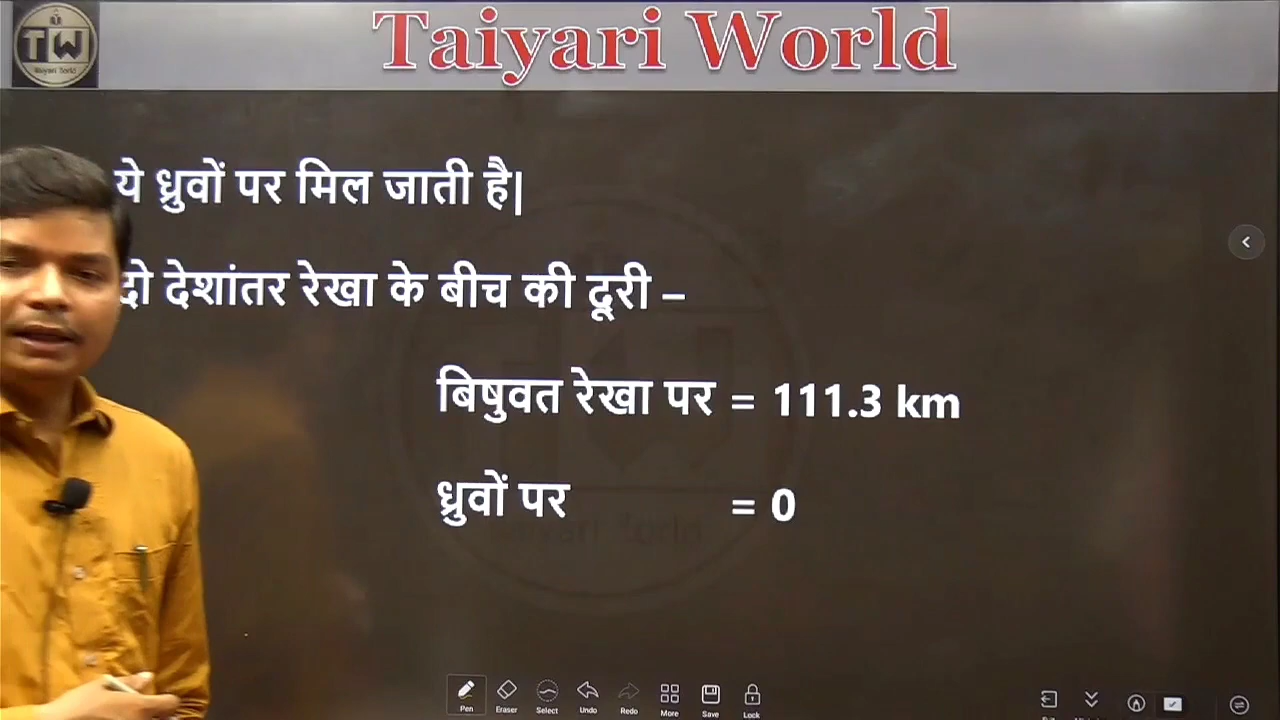 TW
Taiyari World
ये ध्रुवों पर मिल जाती है|
दो देशांतर रेखा के बीच की दूरी –
बिषुवत रेखा पर = 111.3 km
ध्रुवों पर = 0
Pen Eraser Select Undo Redo More Save Lock